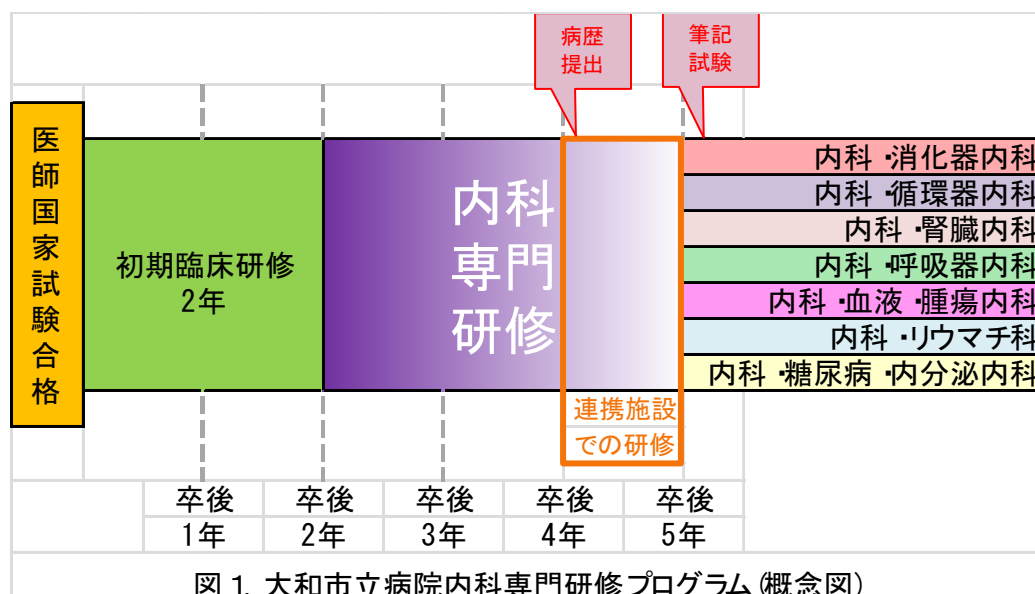 病歴
提出
筆記
試験
医師国家試験合格
初期臨床研修
2年
内科
専門
研修
内科・消化器内科
内科・循環器内科
内科・腎臓内科
内科・呼吸器内科
内科・血液・腫瘍内科
内科・リウマチ科
内科・糖尿病・内分泌内科
連携施設
での研修
卒後 卒後 卒後 卒後 卒後
1年 2年 3年 4年 5年
図 1. 大和市立病院内科専門研修プログラム(概念図)